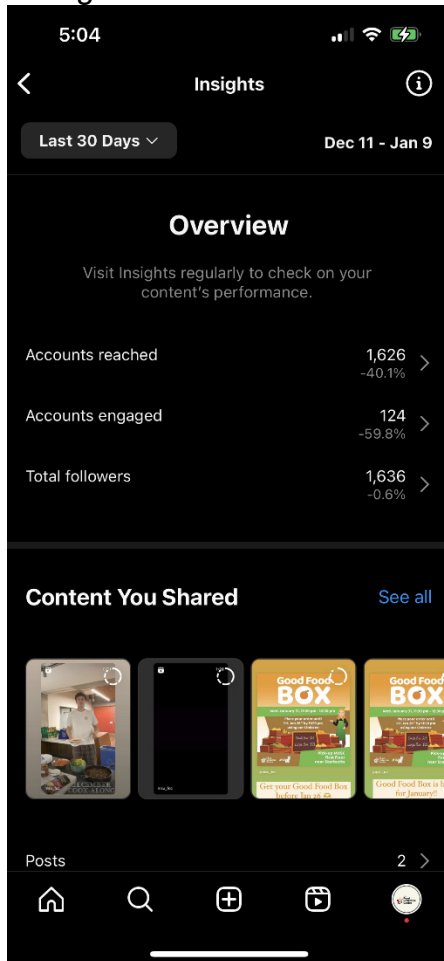 5:04
Insights
Last 30 Days
Dec 11 - Jan 9
Overview
Visit Insights regularly to check on your
content's performance.
Accounts reached
1,626
-40.1%
Accounts engaged
124
-59.8%
Total followers
1,636
-0.6%
Content You Shared
See all
Good Food
BOX
Get your Good Food Box
before Jan 26
Good Food
BOX
Good Food Box is b
for January!!
Posts
2